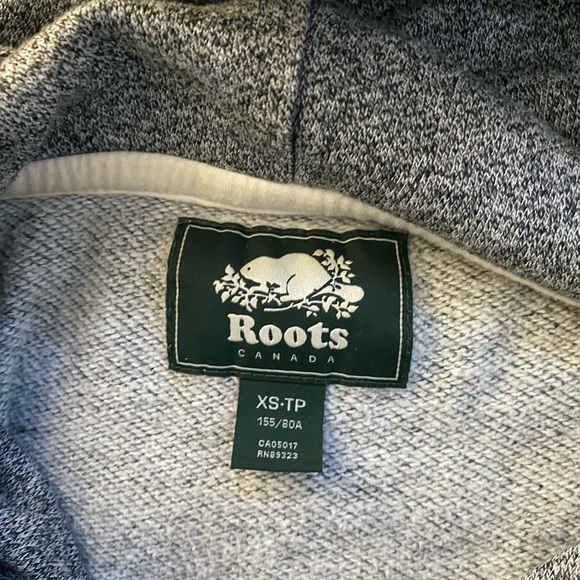 Roots
CANADA
XS·TP
155/80A
CA05017
RN89323